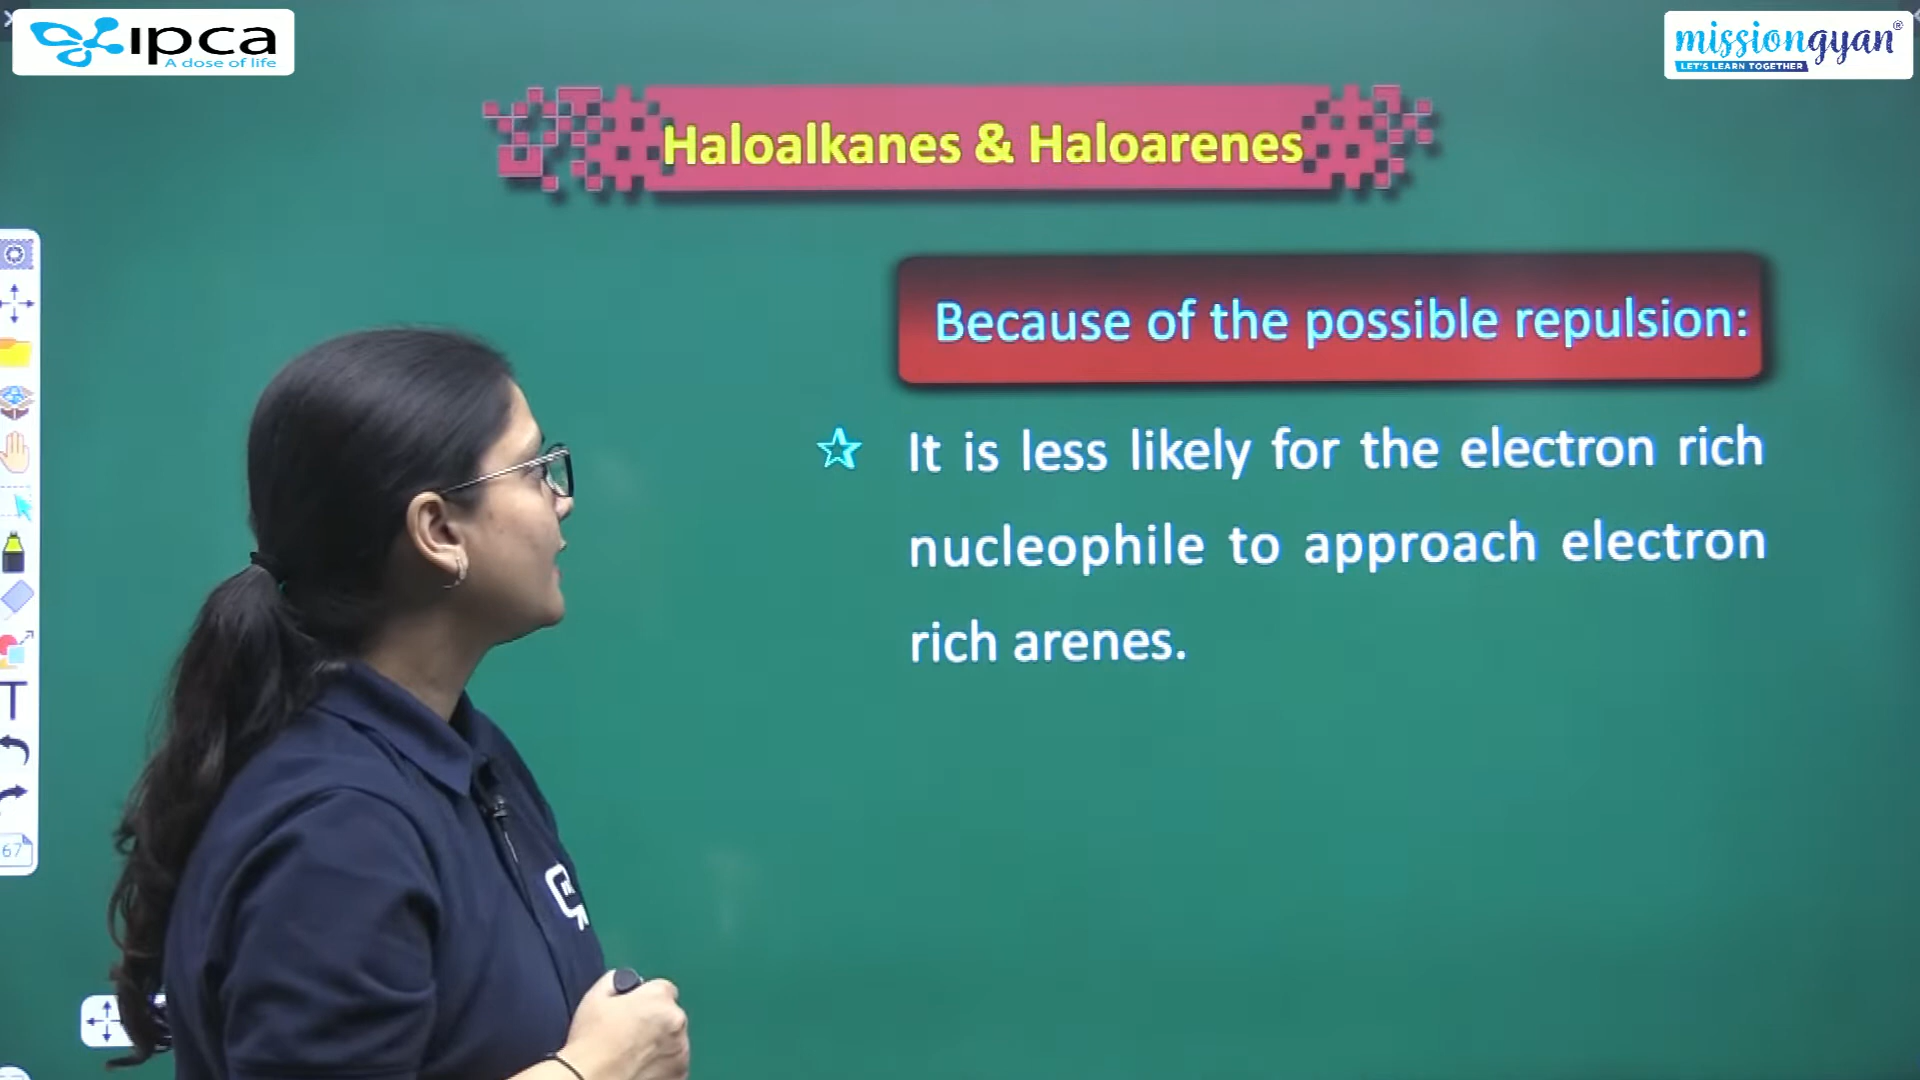 ipca
A dose of life
missiongyan®
LET'S LEARN TOGETHER
Haloalkanes & Haloarenes
Because of the possible repulsion:
It is less likely for the electron rich
nucleophile to approach electron
rich arenes.
T
67